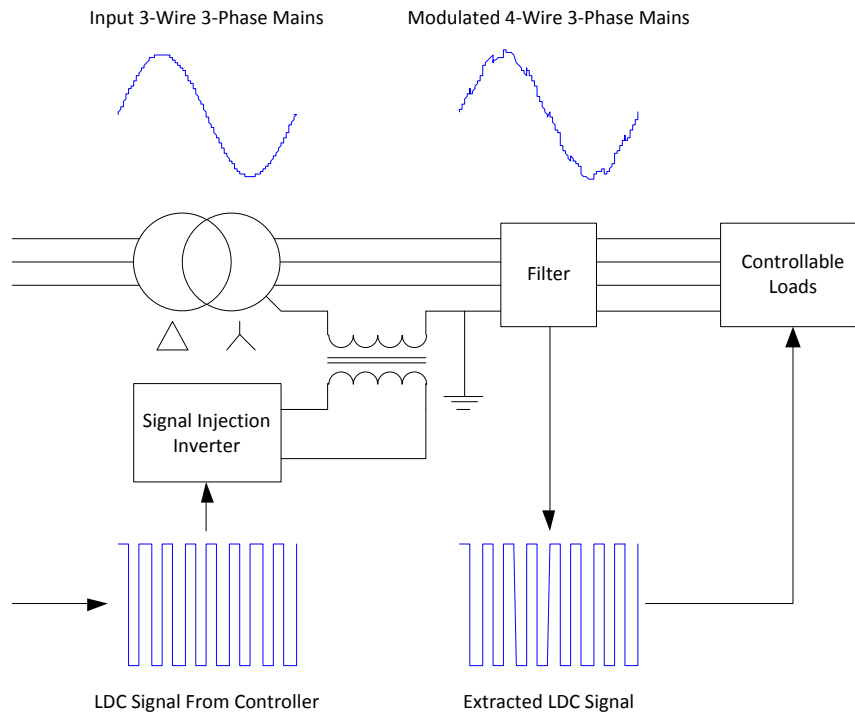 Input 3-Wire 3-Phase Mains
Modulated 4-Wire 3-Phase Mains
Filter
Controllable
Loads
Signal Injection
Inverter
LDC Signal From Controller
Extracted LDC Signal